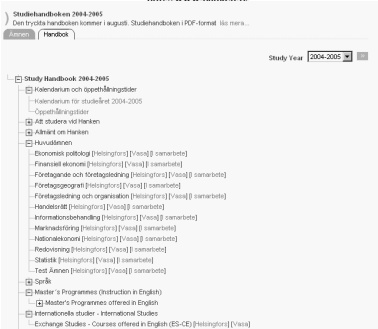 Studiehandboken 2004-2005
Den tryckta handboken kommer i augusti. Studiehandboken i PDF-format läs mera...
Ämnen Handbok
Study Year 2004-2005
Study Handbook 2004-2005
Kalendarium och öppethållningstider
Kalendarium för studieåret 2004-2005
Öppethållningstider
Att studera vid Hanken
Allmänt om Hanken
Huvudämnen
Ekonomisk politologi [Helsingfors] [Vasa] [I samarbete]
Finansiell ekonomi [Helsingfors] [Vasa] [I samarbete]
Företagande och företagsledning [Helsingfors] [Vasa] [I samarbete]
Företagsgeografi [Helsingfors] [Vasa] [I samarbete]
Företagsledning och organisation [Helsingfors] [Vasa] [I samarbete]
Handelsrätt [Helsingfors] [Vasa] [I samarbete]
Informationsbehandling [Helsingfors] [Vasa] [I samarbete]
Marknadsföring [Helsingfors] [Vasa] [I samarbete]
Nationalekonomi [Helsingfors] [Vasa] [I samarbete]
Redovisning [Helsingfors] [Vasa] [I samarbete]
Statistik [Helsingfors] [Vasa] [I samarbete]
Test Ämnen [Helsingfors] [Vasa] [I samarbete]
Språk
Master´s Programmes (Instruction in English)
Master's Programmes offered in English
Internationella studier - International Studies
Exchange Studies - Courses offered in English (ES-CE) [Helsingfors] [Vasa]